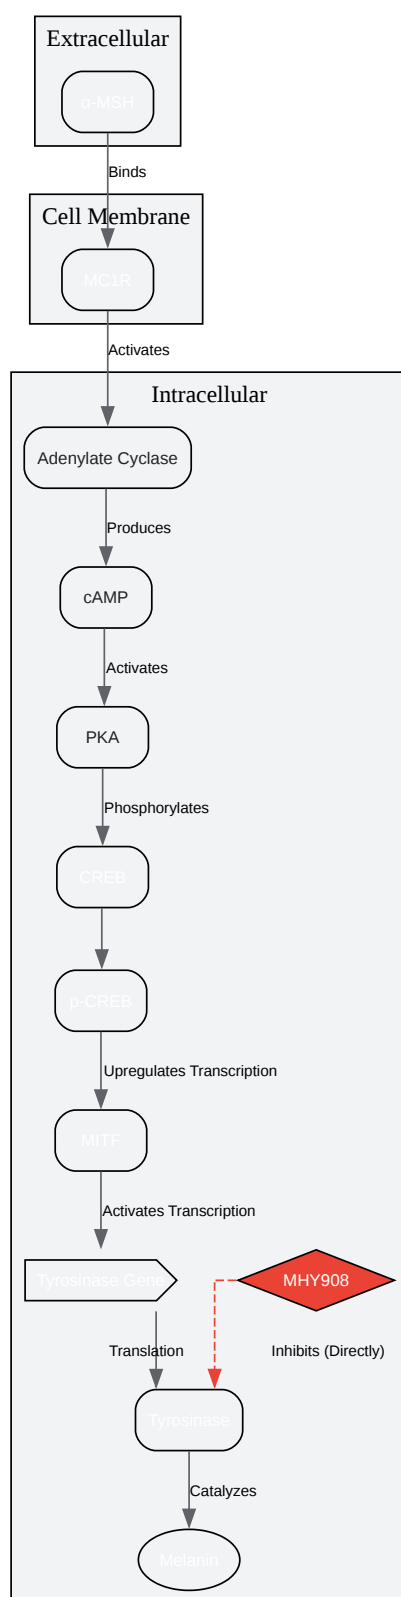 Extracellular
α-MSH
Binds
Cell Membrane
MC1R
Activates
Intracellular
Adenylate Cyclase
Produces
cAMP
Activates
PKA
Phosphorylates
CREB
p-CREB
Upregulates Transcription
MITF
Activates Transcription
Tyrosinase Gene
MHY908
Translation
Inhibits (Directly)
Tyrosinase
Catalyzes
Melanin